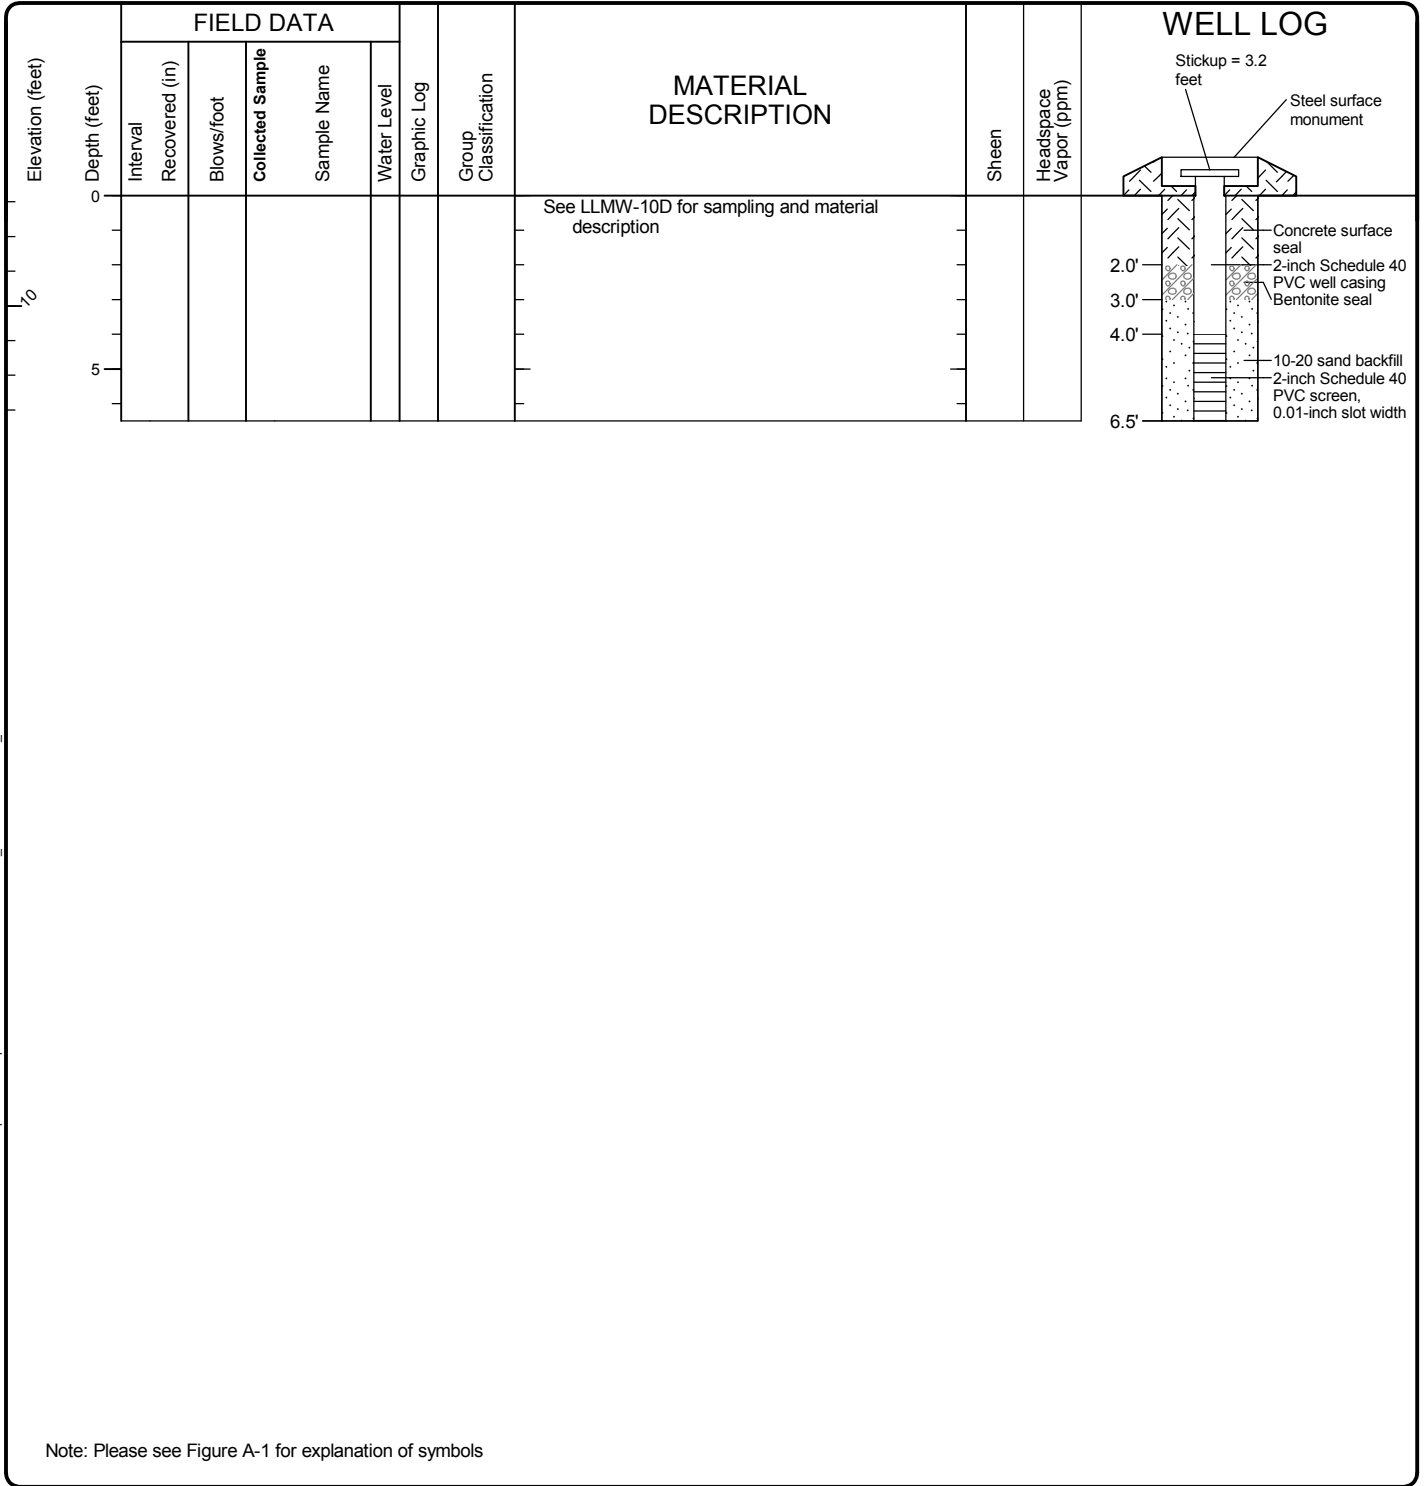 FIELD DATA
WELL LOG
Elevation (feet)
Depth (feet)
Interval
Recovered (in)
Blows/foot
Collected Sample
Sample Name
Water Level
Graphic Log
Group
Classification
MATERIAL
DESCRIPTION
Sheen
Headspace
Vapor (ppm)
Stickup = 3.2
feet
Steel surface
monument
0
See LLMW-10D for sampling and material
description
Concrete surface
seal
2.0'
2-inch Schedule 40
PVC well casing
10
3.0'
Bentonite seal
4.0'
5
10-20 sand backfill
2-inch Schedule 40
PVC screen,
0.01-inch slot width
6.5'
Note: Please see Figure A-1 for explanation of symbols